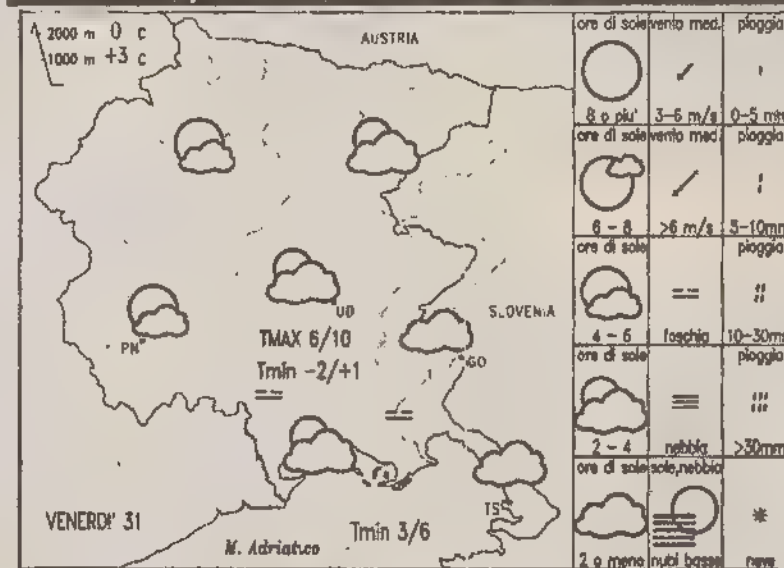 2000 m 0 c
1000 m +3 c
AUSTRIA
SLOVENIA
UD
PN
GO
TS
TMAX 6/10
Tmin -2/+1
VENERDI' 31
M. Adriatico
Tmin 3/6
ore di sole vento med. pioggia
8 o piu' 3-6 m/s 0-5 mm
ore di sole vento med. pioggia
6 - 8 >6 m/s 5-10mm
ore di sole pioggia
4 - 6 foschia 10-30mm
ore di sole pioggia
2 - 4 nebbia >30mm
ore di sole sole,nebbia
2 o meno nubi basse neve